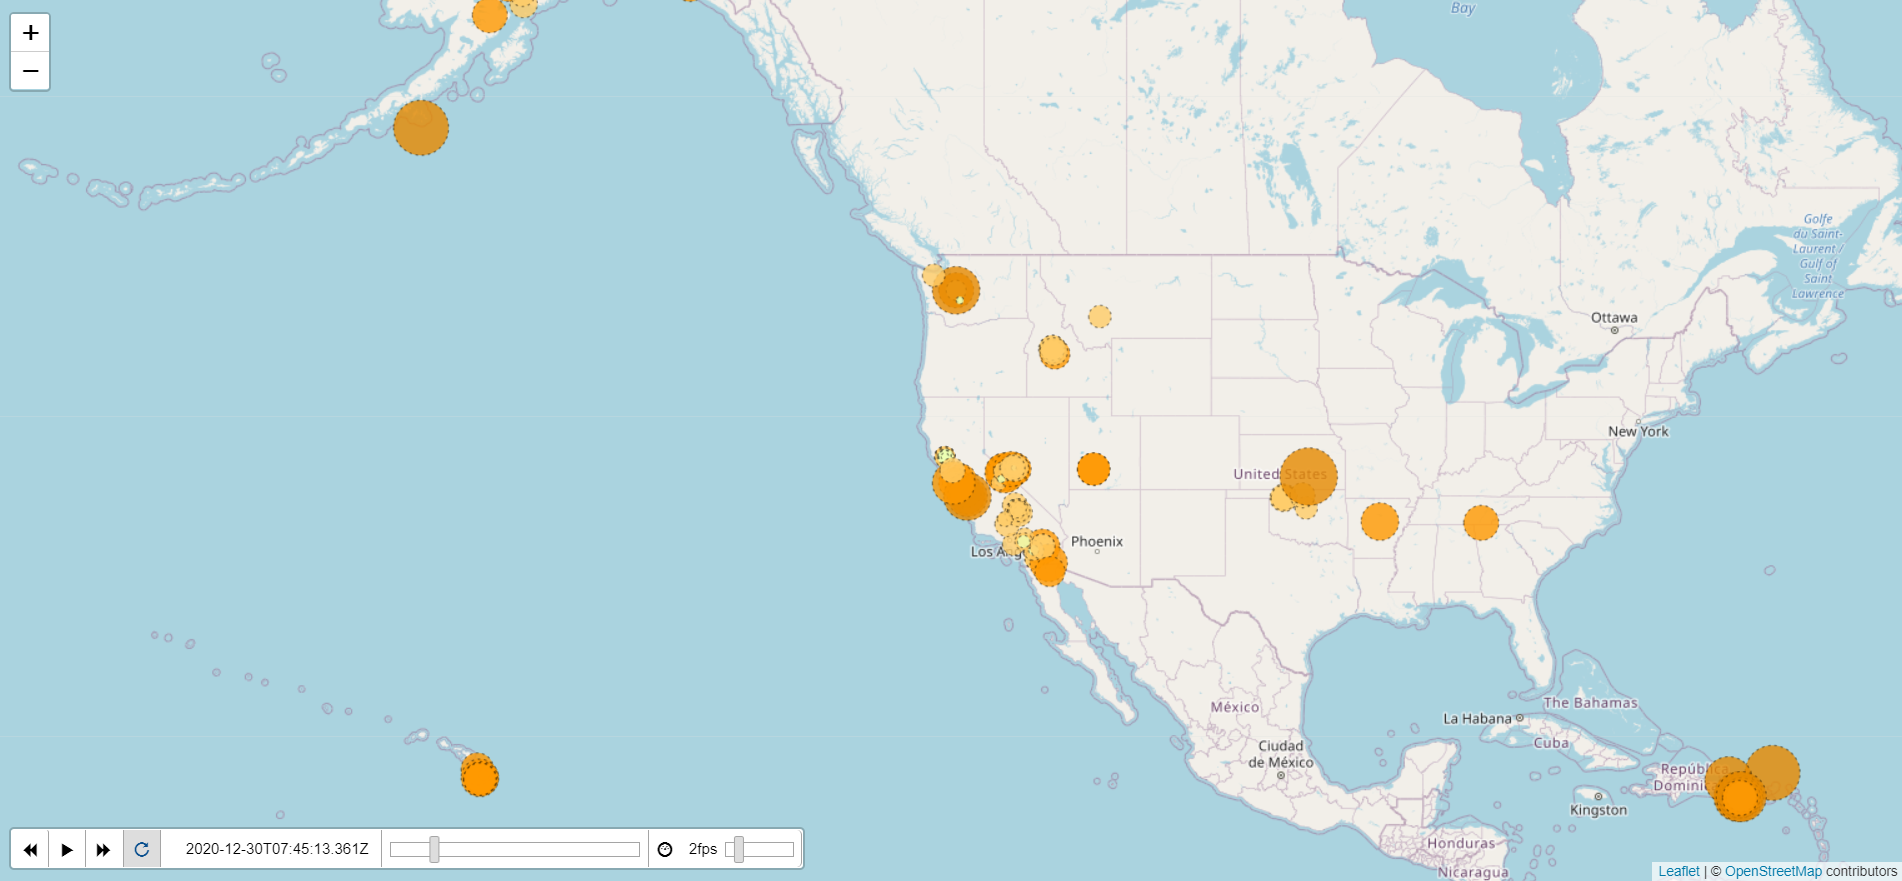 +
−
Bay
Golfe
du Saint-
Laurent /
Gulf of
Saint
Lawrence
Ottawa
New York
United States
Phoenix
Los Ang
México
Ciudad
de México
La Habana
The Bahamas
Cuba
Repúbl
Domini
Kingston
Honduras
Nicaragua
2020-12-30T07:45:13.361Z
2fps
Leaflet | © OpenStreetMap contributors